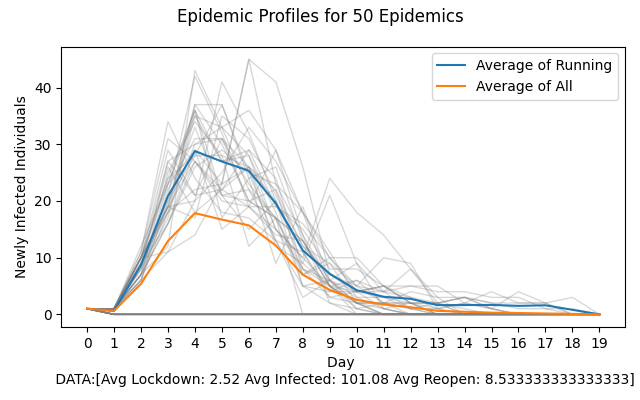 Epidemic Profiles for 50 Epidemics
Newly Infected Individuals
40
30
20
10
0
Average of Running
Average of All
0 1 2 3 4 5 6 7 8 9 10 11 12 13 14 15 16 17 18 19
Day
DATA:[Avg Lockdown: 2.52 Avg Infected: 101.08 Avg Reopen: 8.533333333333333]